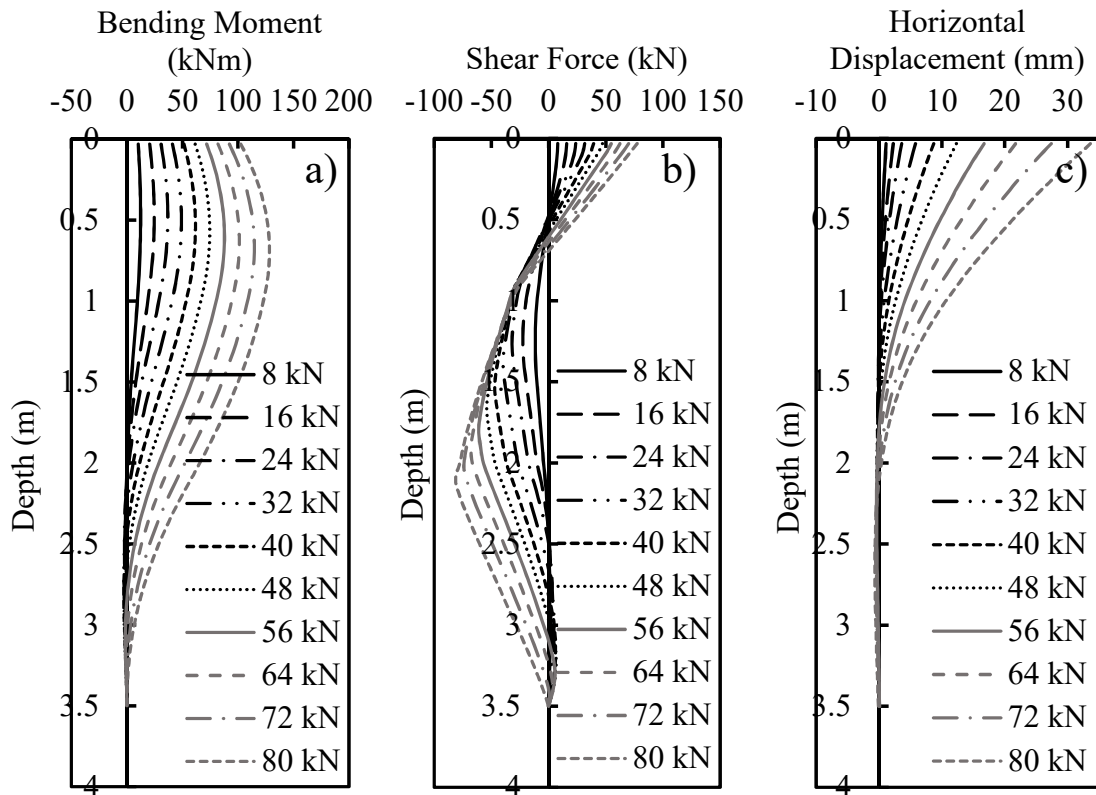 Bending Moment
(kNm)
-50 0 50 100 150 200
0
0.5
1
1.5
2
2.5
3
3.5
4
Depth (m)
a)
8 kN
16 kN
24 kN
32 kN
40 kN
48 kN
56 kN
64 kN
72 kN
80 kN
Shear Force (kN)
-100 -50 0 50 100 150
0
0.5
1
1.5
2
2.5
3
3.5
4
Depth (m)
b)
8 kN
16 kN
24 kN
32 kN
40 kN
48 kN
56 kN
64 kN
72 kN
80 kN
Horizontal
Displacement (mm)
-10 0 10 20 30
0
0.5
1
1.5
2
2.5
3
3.5
4
Depth (m)
c)
8 kN
16 kN
24 kN
32 kN
40 kN
48 kN
56 kN
64 kN
72 kN
80 kN